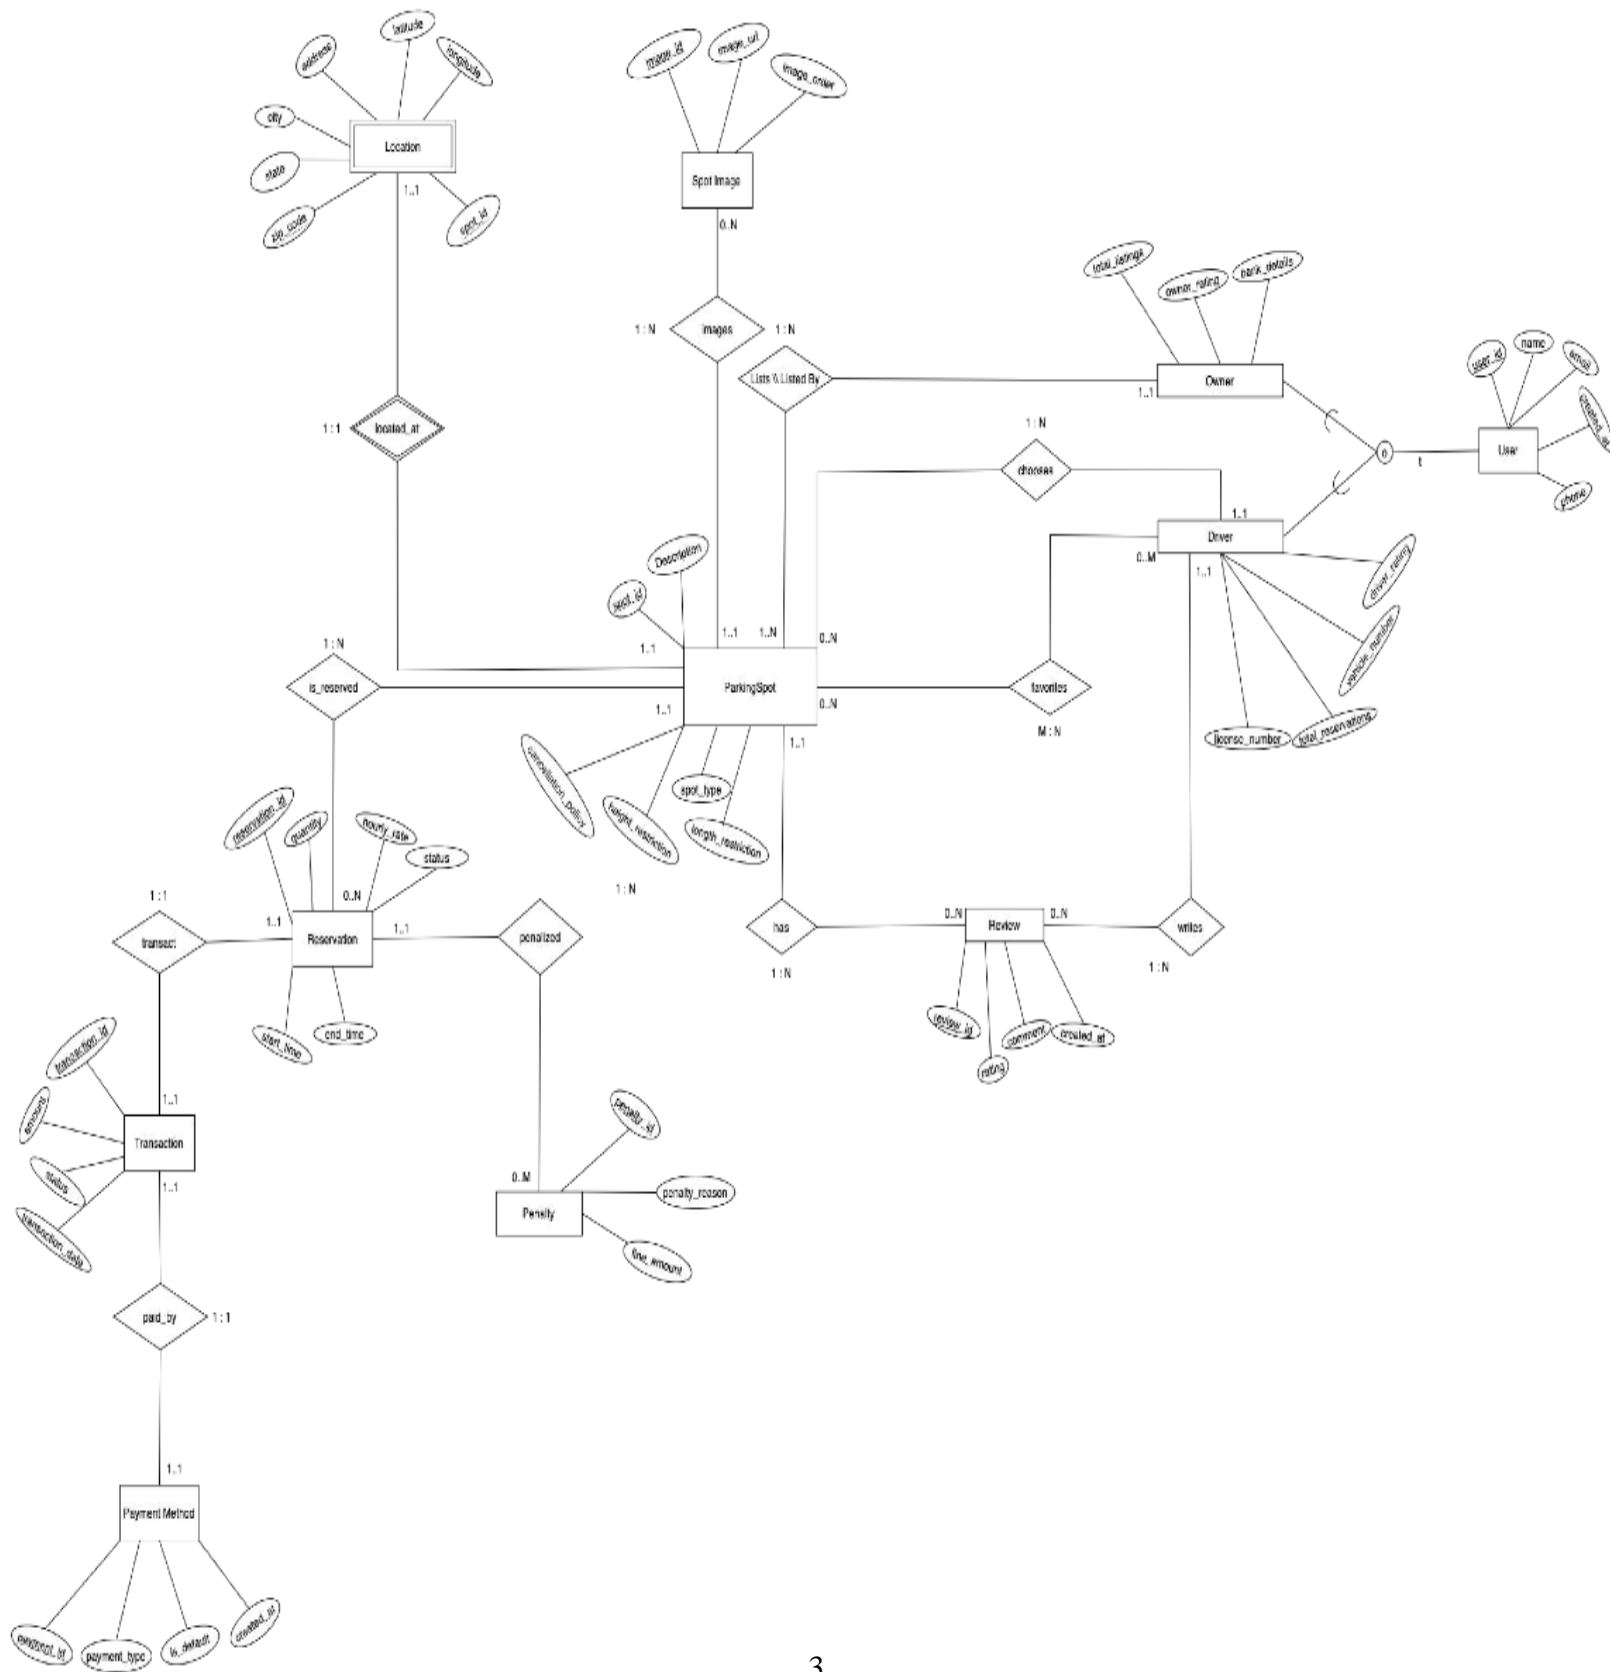 latitude
address
longitude
city
Location
state
1..1
zip_code
spot_id
image_id
image_url
image_order
Spot Image
0..N
1 : N
images
1 : N
Lists \\ Listed By
total_listings
owner_rating
bank_details
Owner
1..1
user_id
name
email
created_at
User
phone
o
t
1 : 1
located_at
1 : N
chooses
1..1
Driver
0..M
1..1
driver_rating
vehicle_number
total_reservations
license_number
Description
spot_id
1..1
1..1
1..N
0..N
ParkingSpot
1..1
0..N
1..1
favorites
M : N
1 : N
is_reserved
cancellation_policy
height_restriction
spot_type
length_restriction
1 : N
reservation_id
quantity
hourly_rate
status
0..N
1 : 1
transact
1..1
Reservation
1..1
penalized
start_time
end_time
has
1 : N
0..N
Review
0..N
writes
1 : N
review_id
rating
comment
created_at
transaction_id
amount
1..1
Transaction
status
1..1
transaction_date
penalty_id
0..M
Penalty
penalty_reason
fine_amount
paid_by
1 : 1
1..1
Payment Method
payment_type
is_default
created_at
3